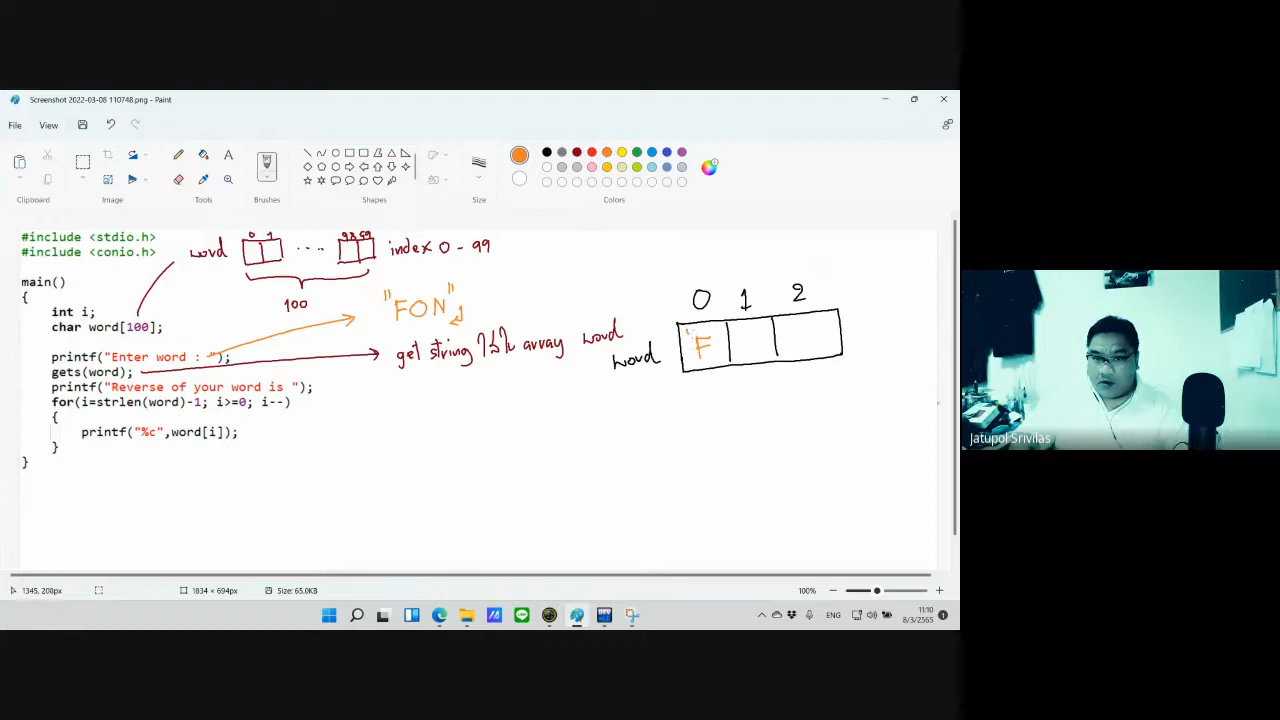 Screenshot 2022-03-08 110748.png - Paint
File View
Clipboard Image Tools Brushes Shapes Size Colors
#include <stdio.h>
#include <conio.h>
word 0 1 .... 98 99 index 0 - 99
100
main()
{
int i;
char word[100];
"FON"
0 1 2
word "F
printf("Enter word : ");
get string array word
gets(word);
printf("Reverse of your word is ");
for(i=strlen(word)-1; i>=0; i--)
{
printf("%c",word[i]);
}
}
Jatupol Srivilas
1345, 208px 1834 × 694px Size: 65.0KB 100%
ENG 11:10
8/3/2565